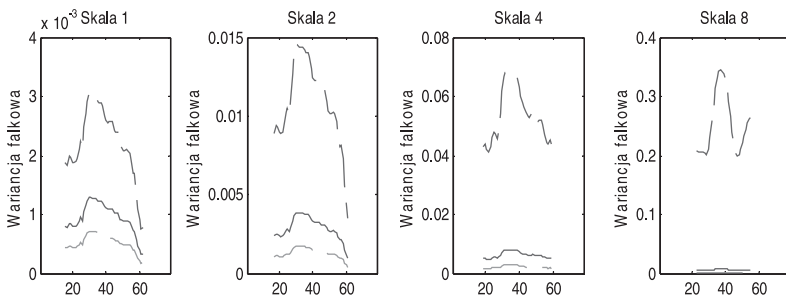 Skala 1
x 10⁻³
Wariancja falkowa
4
3
2
1
0
20 40 60
Skala 2
Wariancja falkowa
0.015
0.01
0.005
0
20 40 60
Skala 4
Wariancja falkowa
0.08
0.06
0.04
0.02
0
20 40 60
Skala 8
Wariancja falkowa
0.4
0.3
0.2
0.1
0
20 40 60